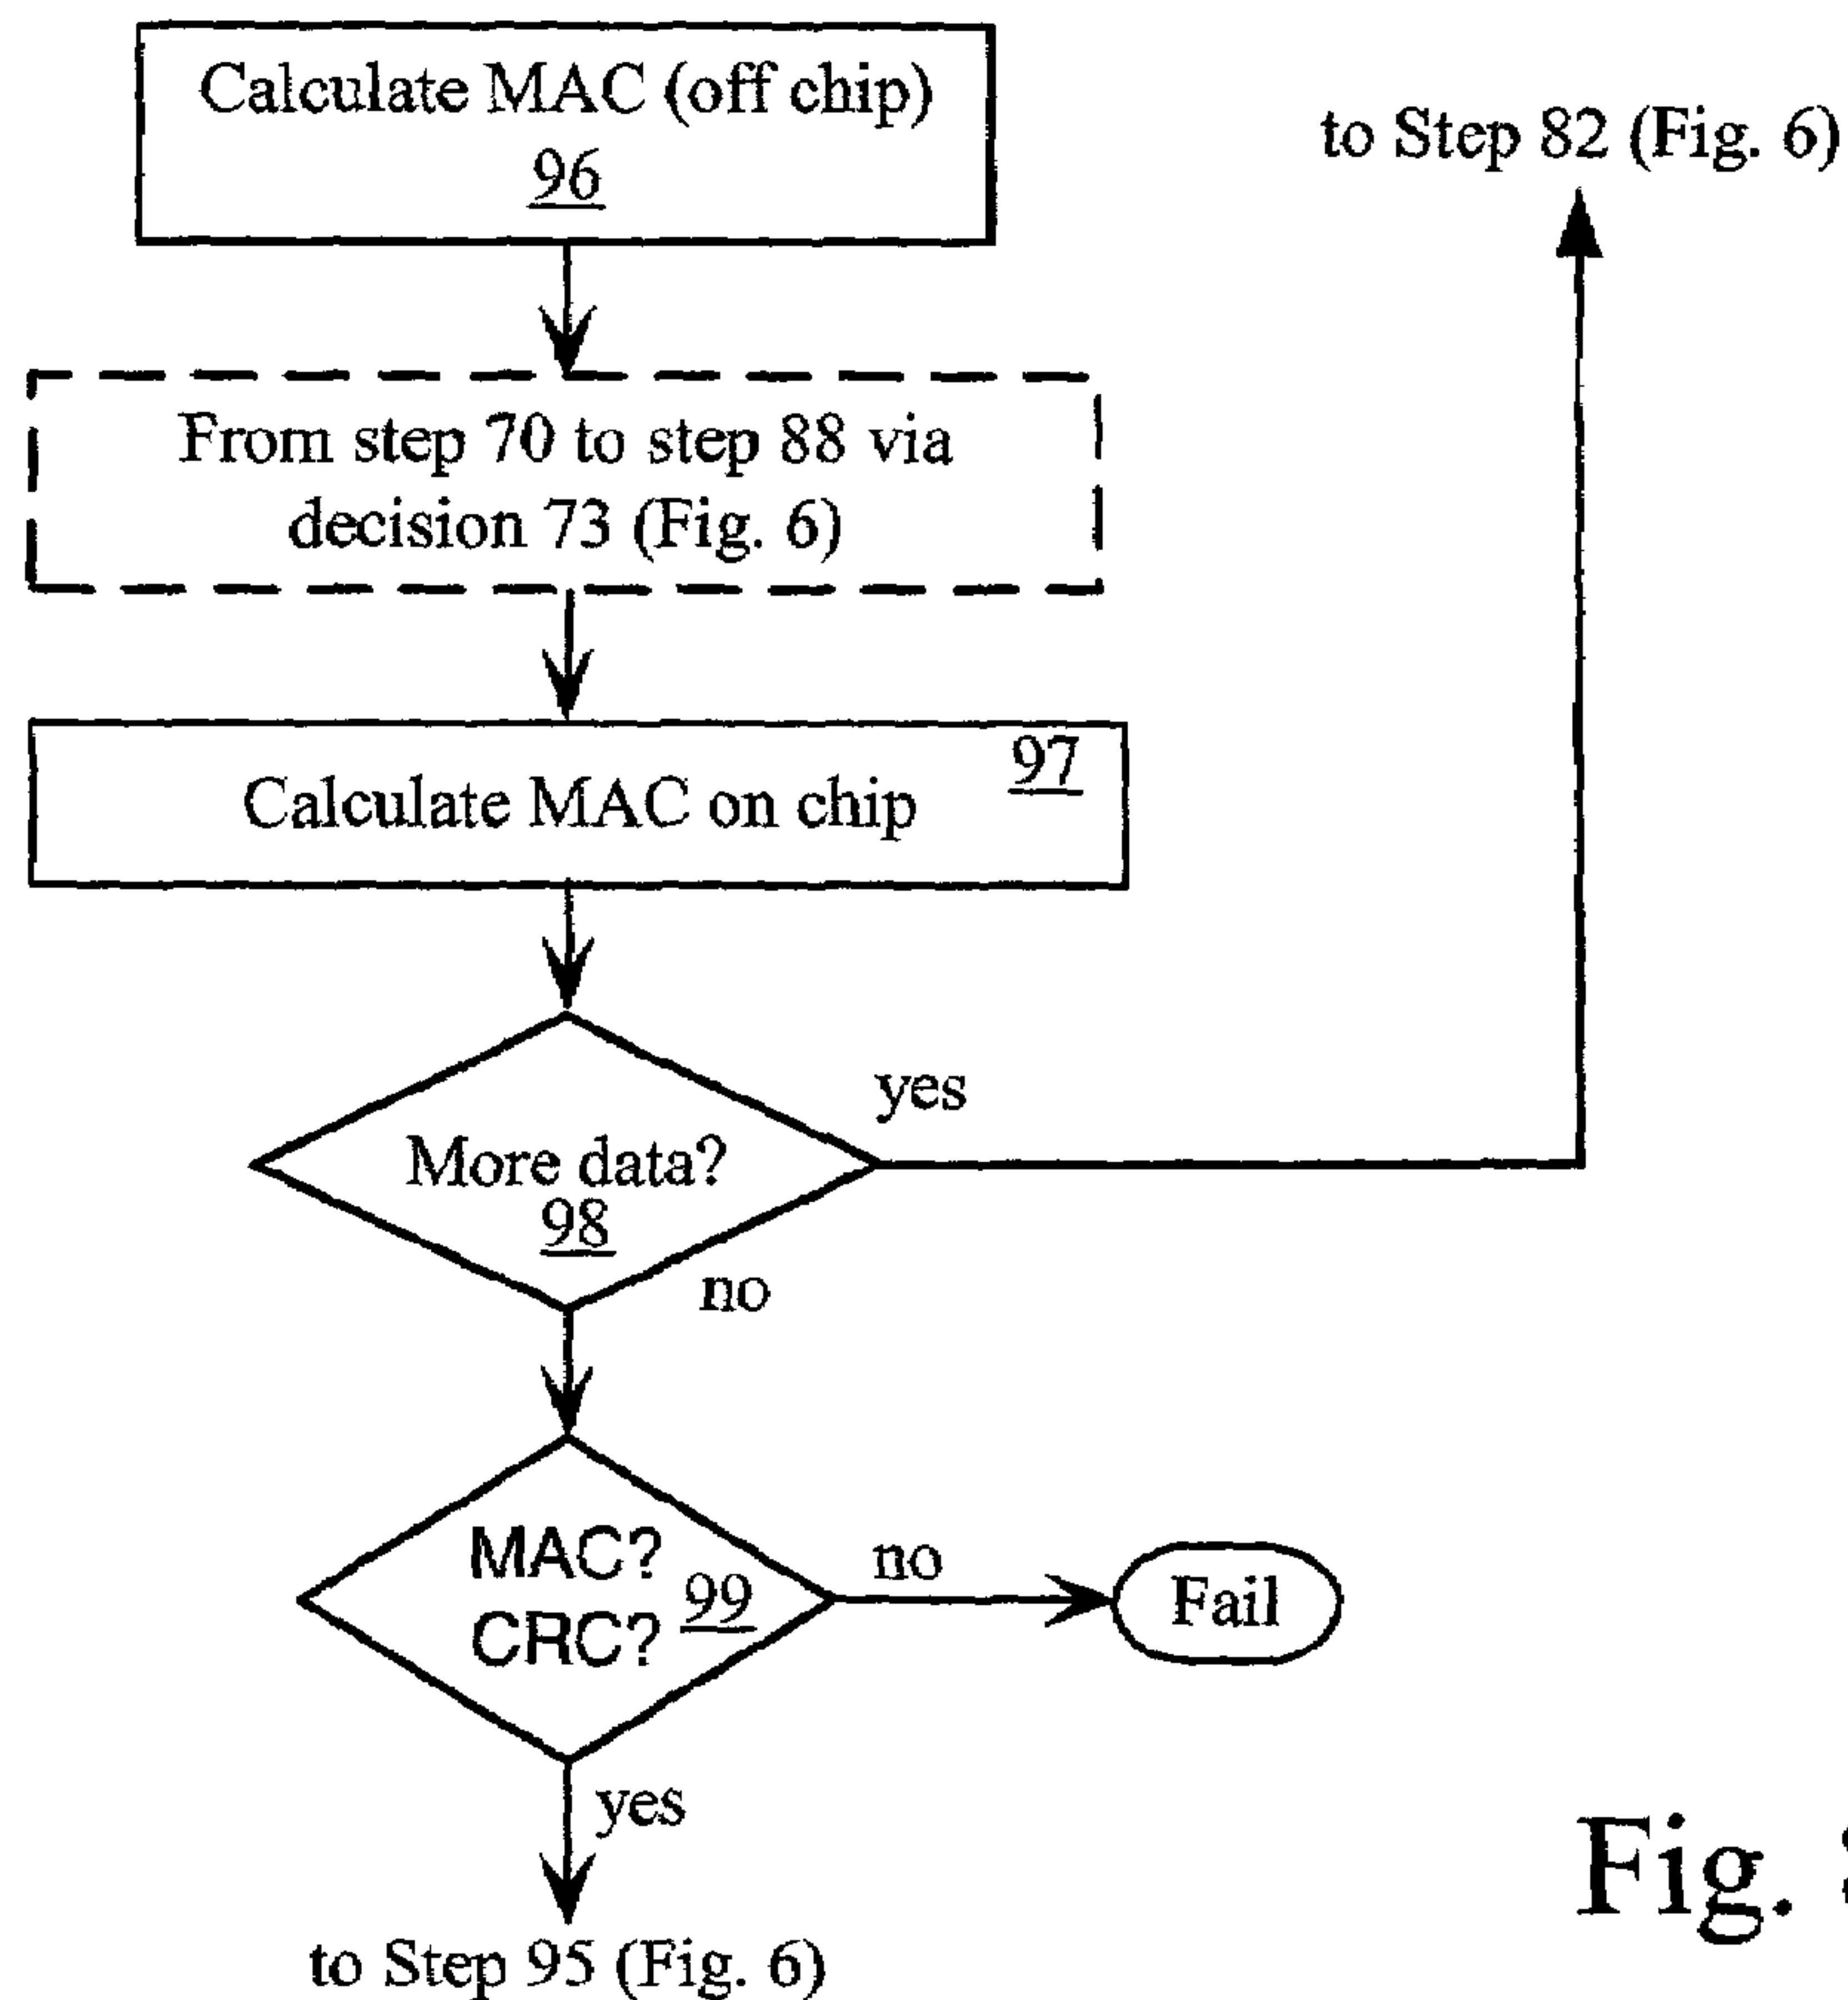 Calculate MAC (off chip)
96
to Step 82 (Fig. 6)
From step 70 to step 88 via
decision 73 (Fig. 6)
97
Calculate MAC on chip
yes
More data?
98
no
MAC?
CRC?
99
no
Fail
yes
to Step 95 (Fig. 6)
Fig.